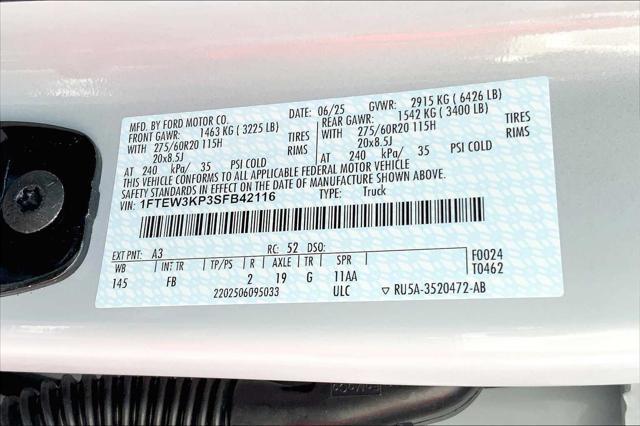 MFD. BY FORD MOTOR CO. DATE: 06/25 GVWR: 2915 KG ( 6426 LB)
FRONT GAWR: 1463 KG ( 3225 LB) REAR GAWR: 1542 KG ( 3400 LB)
WITH 275/60R20 115H TIRES WITH 275/60R20 115H TIRES
20x8.5J RIMS 20x8.5J RIMS
AT 240 kPa/ 35 PSI COLD AT 240 kPa/ 35 PSI COLD
THIS VEHICLE CONFORMS TO ALL APPLICABLE FEDERAL MOTOR VEHICLE
SAFETY STANDARDS IN EFFECT ON THE DATE OF MANUFACTURE SHOWN ABOVE.
VIN: 1FTEW3KP3SFB42116 TYPE: Truck
EXT PNT: A3 RC: 52 DSO:
WB INT TR TP/PS R AXLE TR SPR F0024
145 FB 2 19 G 11AA T0462
2202506095033 ULC ▽ RU5A-3520472-AB